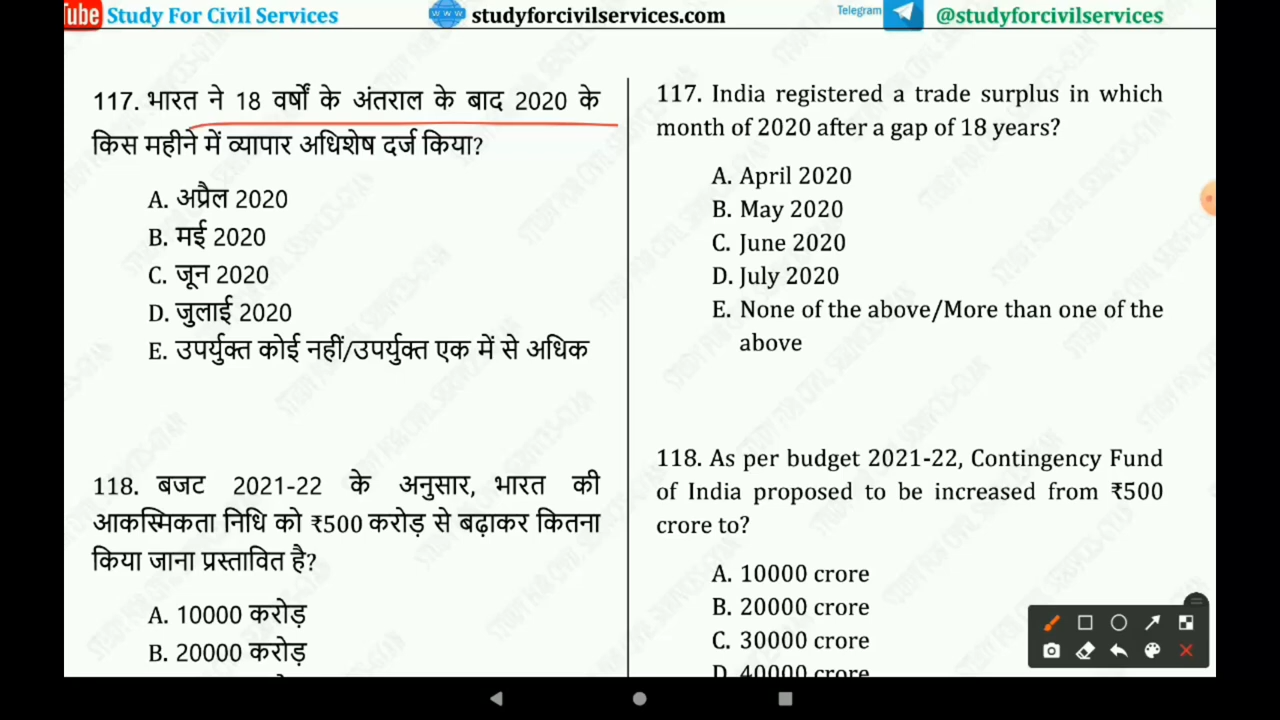 Tube Study For Civil Services
www studyforcivilservices.com
Telegram @studyforcivilservices
117. भारत ने 18 वर्षों के अंतराल के बाद 2020 के
किस महीने में व्यापार अधिशेष दर्ज किया?
A. अप्रैल 2020
B. मई 2020
C. जून 2020
D. जुलाई 2020
E. उपर्युक्त कोई नहीं/उपर्युक्त एक में से अधिक
118. बजट 2021-22 के अनुसार, भारत की
आकस्मिकता निधि को ₹500 करोड़ से बढ़ाकर कितना
किया जाना प्रस्तावित है?
A. 10000 करोड़
B. 20000 करोड़
117. India registered a trade surplus in which
month of 2020 after a gap of 18 years?
A. April 2020
B. May 2020
C. June 2020
D. July 2020
E. None of the above/More than one of the
above
118. As per budget 2021-22, Contingency Fund
of India proposed to be increased from ₹500
crore to?
A. 10000 crore
B. 20000 crore
C. 30000 crore
D. 40000 crore